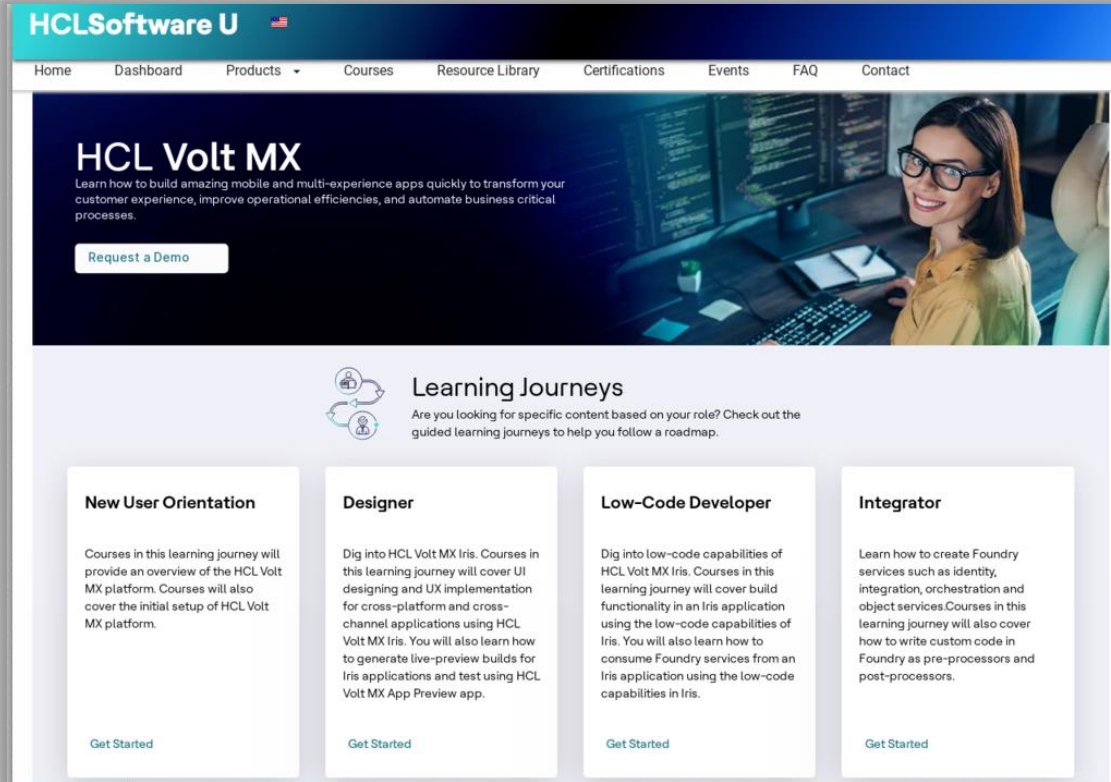 HCLSoftware U
Home Dashboard Products Courses Resource Library Certifications Events FAQ Contact
HCL Volt MX
Learn how to build amazing mobile and multi-experience apps quickly to transform your
customer experience, improve operational efficiencies, and automate business critical
processes.
Request a Demo
Learning Journeys
Are you looking for specific content based on your role? Check out the
guided learning journeys to help you follow a roadmap.
New User Orientation
Courses in this learning journey will
provide an overview of the HCL Volt
MX platform. Courses will also
cover the initial setup of HCL Volt
MX platform.
Get Started
Designer
Dig into HCL Volt MX Iris. Courses in
this learning journey will cover UI
designing and UX implementation
for cross-platform and cross-
channel applications using HCL
Volt MX Iris. You will also learn how
to generate live-preview builds for
Iris applications and test using HCL
Volt MX App Preview app.
Get Started
Low-Code Developer
Dig into low-code capabilities of
HCL Volt MX Iris. Courses in this
learning journey will cover build
functionality in an Iris application
using the low-code capabilities of
Iris. You will also learn how to
consume Foundry services from an
Iris application using the low-code
capabilities in Iris.
Get Started
Integrator
Learn how to create Foundry
services such as identity,
integration, orchestration and
object services.Courses in this
learning journey will also cover
how to write custom code in
Foundry as pre-processors and
post-processors.
Get Started